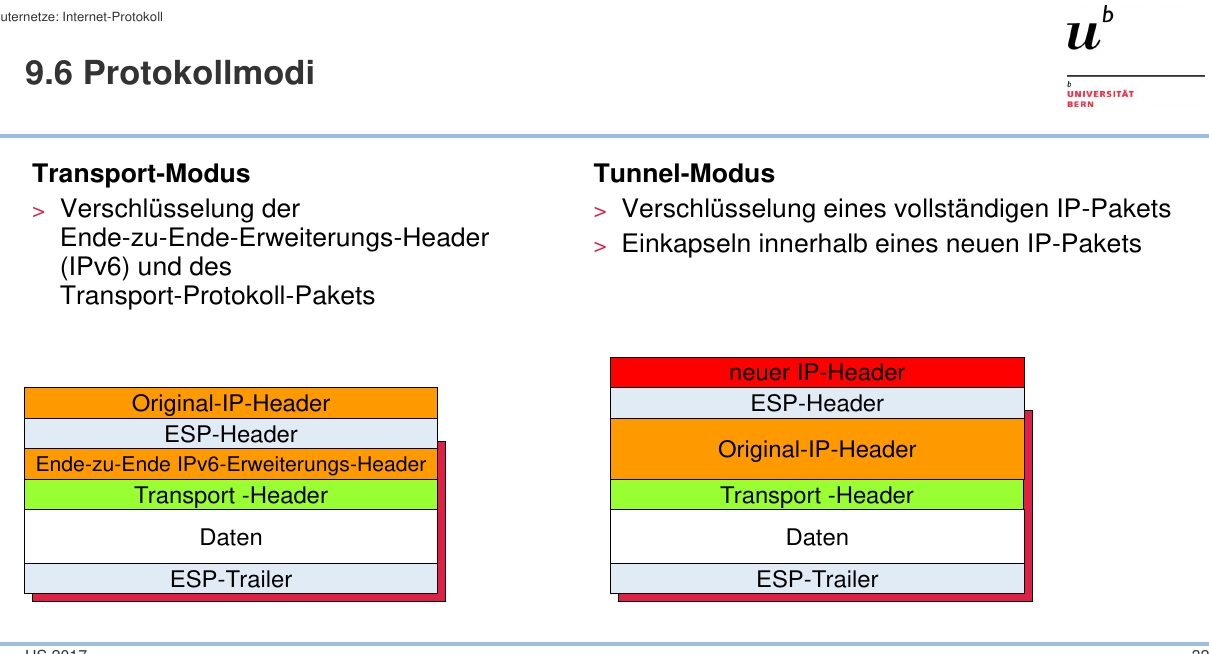 uternetze: Internet-Protokoll
u b
9.6 Protokollmodi
b
UNIVERSITÄT
BERN
Transport-Modus
> Verschlüsselung der
Ende-zu-Ende-Erweiterungs-Header
(IPv6) und des
Transport-Protokoll-Pakets
Tunnel-Modus
> Verschlüsselung eines vollständigen IP-Pakets
> Einkapseln innerhalb eines neuen IP-Pakets
Original-IP-Header
ESP-Header
Ende-zu-Ende IPv6-Erweiterungs-Header
Transport -Header
Daten
ESP-Trailer
neuer IP-Header
ESP-Header
Original-IP-Header
Transport -Header
Daten
ESP-Trailer